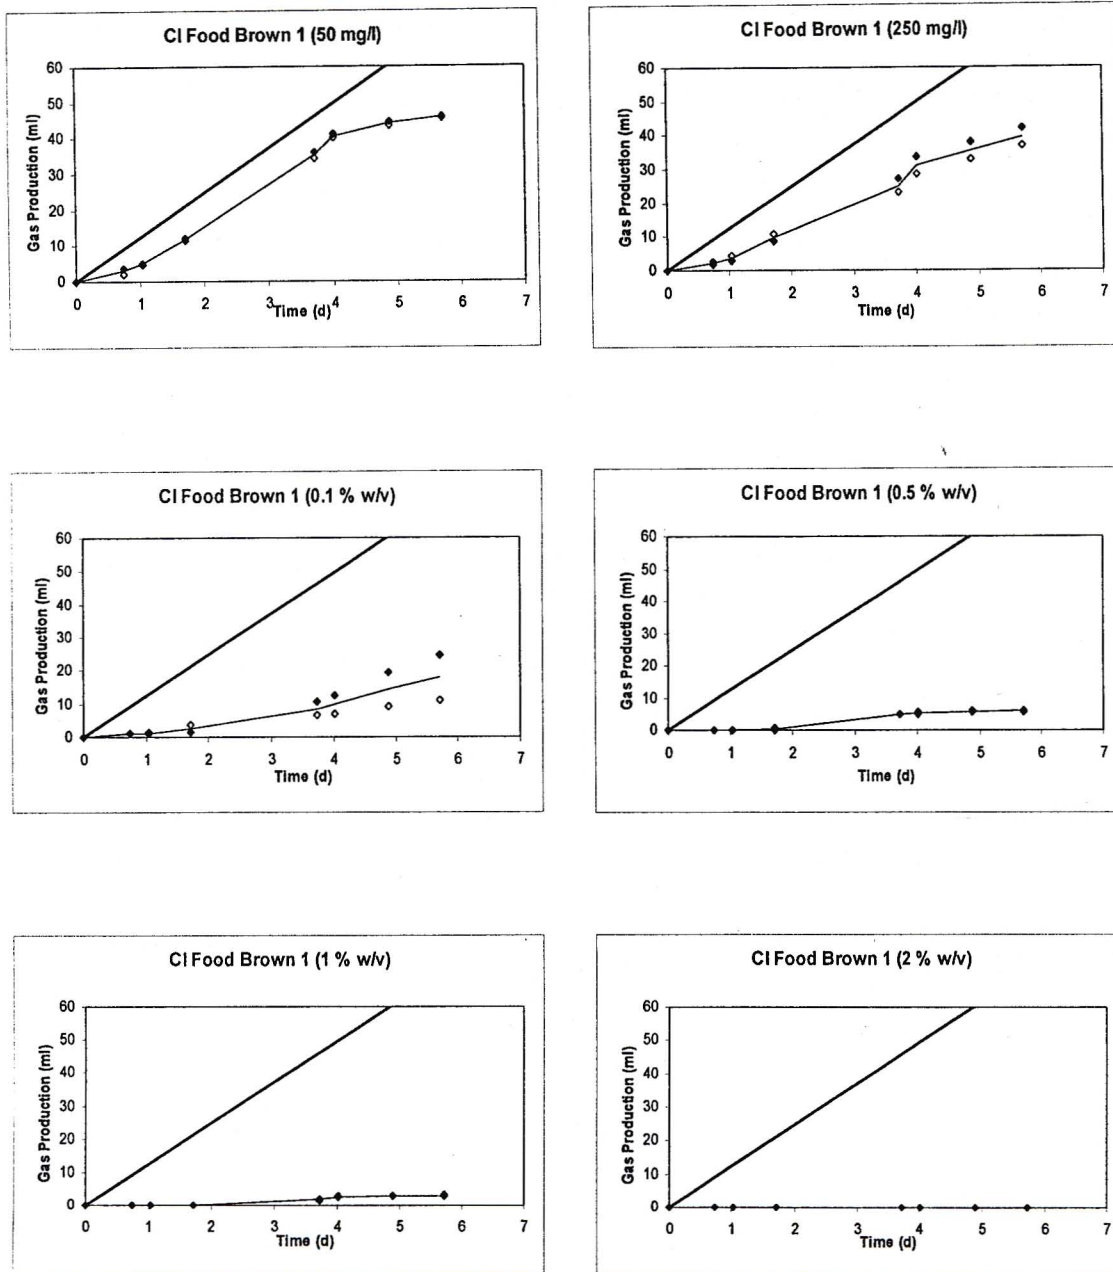 CI Food Brown 1 (50 mg/l)
Gas Production (ml)
60
50
40
30
20
10
0
0 1 2 3 4 5 6 7
Time (d)
CI Food Brown 1 (250 mg/l)
Gas Production (ml)
60
50
40
30
20
10
0
0 1 2 3 4 5 6 7
Time (d)
CI Food Brown 1 (0.1 % w/v)
Gas Production (ml)
60
50
40
30
20
10
0
0 1 2 3 4 5 6 7
Time (d)
CI Food Brown 1 (0.5 % w/v)
Gas Production (ml)
60
50
40
30
20
10
0
0 1 2 3 4 5 6 7
Time (d)
CI Food Brown 1 (1 % w/v)
Gas Production (ml)
60
50
40
30
20
10
0
0 1 2 3 4 5 6 7
Time (d)
CI Food Brown 1 (2 % w/v)
Gas Production (ml)
60
50
40
30
20
10
0
0 1 2 3 4 5 6 7
Time (d)